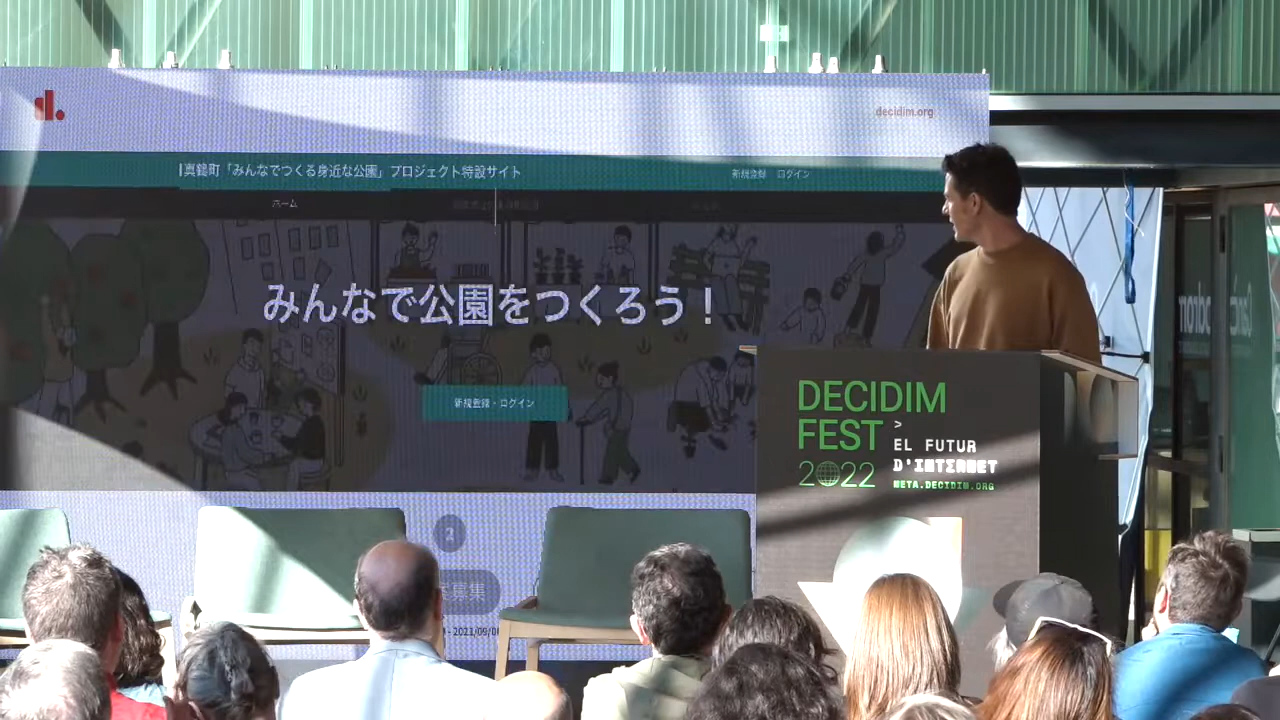 decidim.org
真鶴町「みんなでつくる身近な公園」プロジェクト特設サイト
新規登録 ログイン
ホーム
みんなで公園をつくろう！
新規登録・ログイン
DECIDIM
FEST >
EL FUTUR
2022 D'INTERNET
META.DECIDIM.ORG